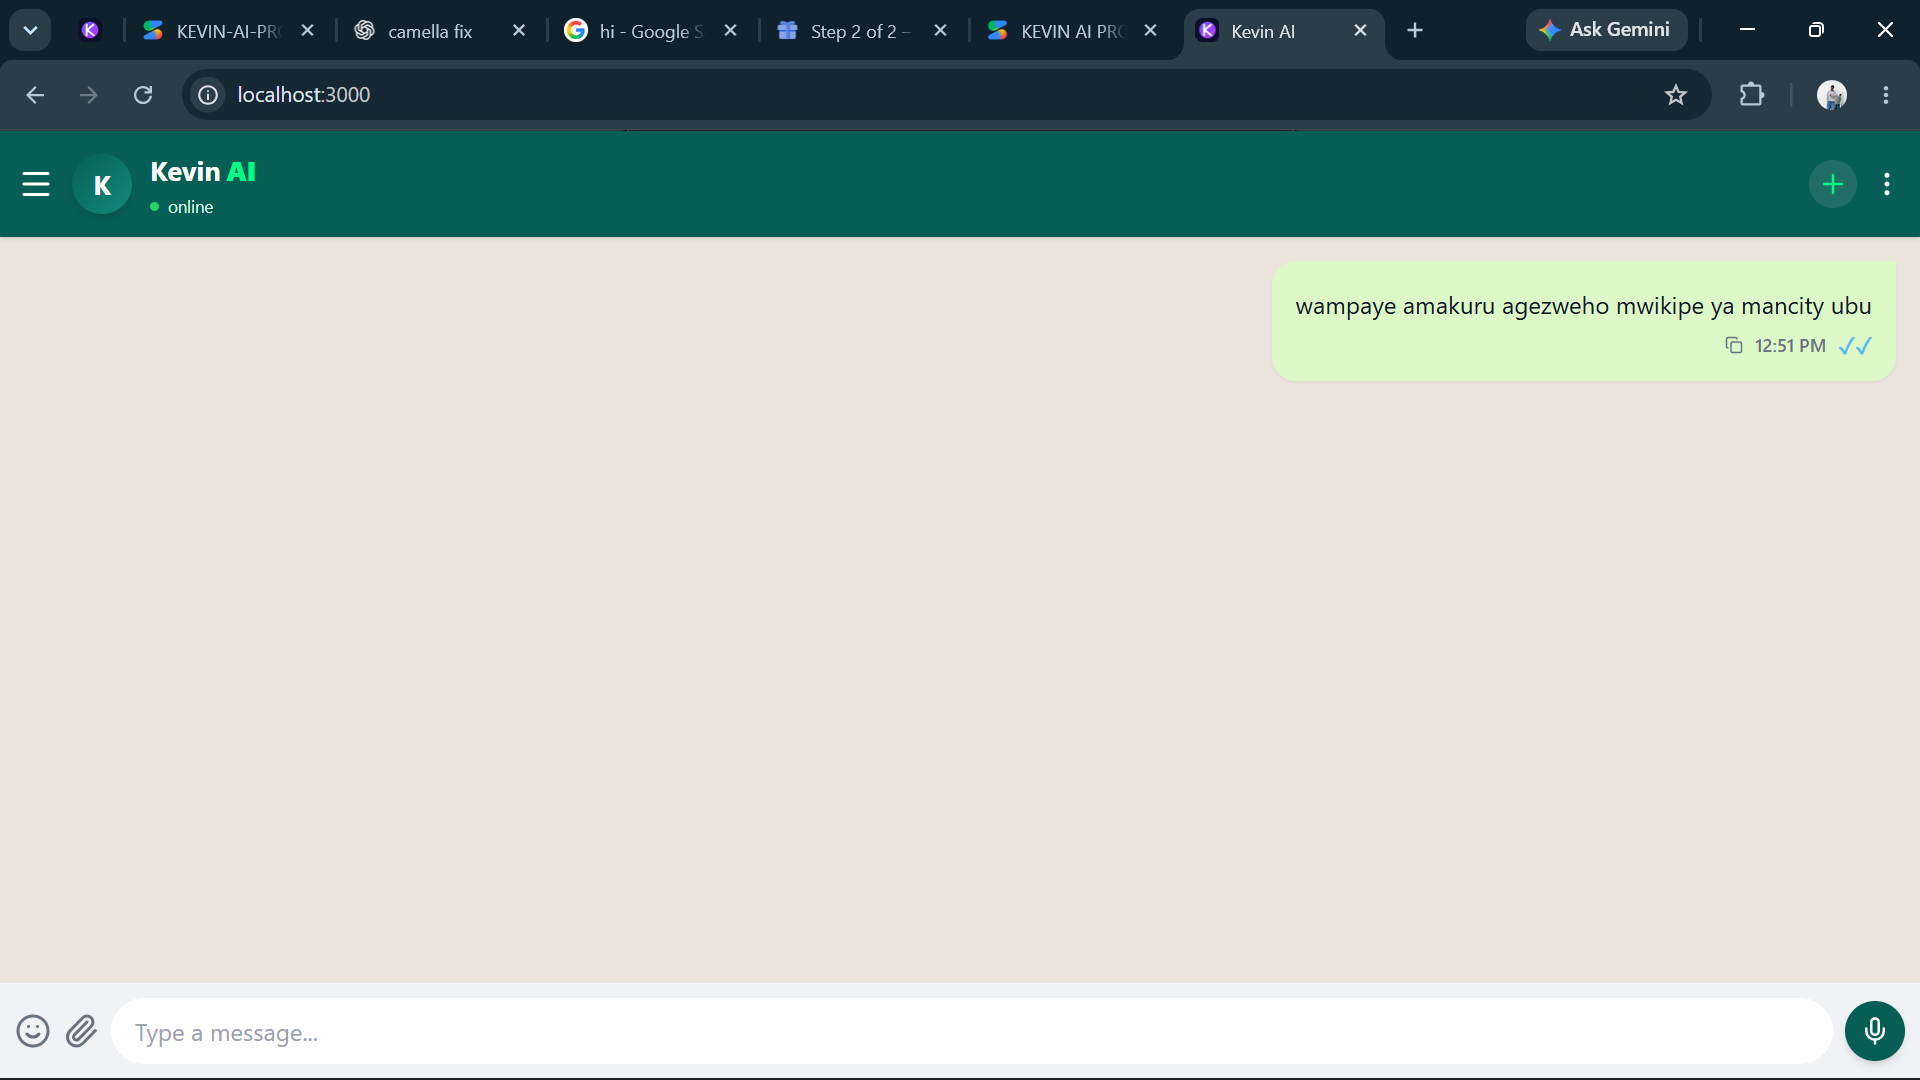 KEVIN-AI-PR
camella fix
hi - Google S
Step 2 of 2 –
KEVIN AI PR
Kevin AI
Ask Gemini
localhost:3000
K
Kevin AI
online
wampaye amakuru agezweho mwikipe ya mancity ubu
12:51 PM
Type a message...